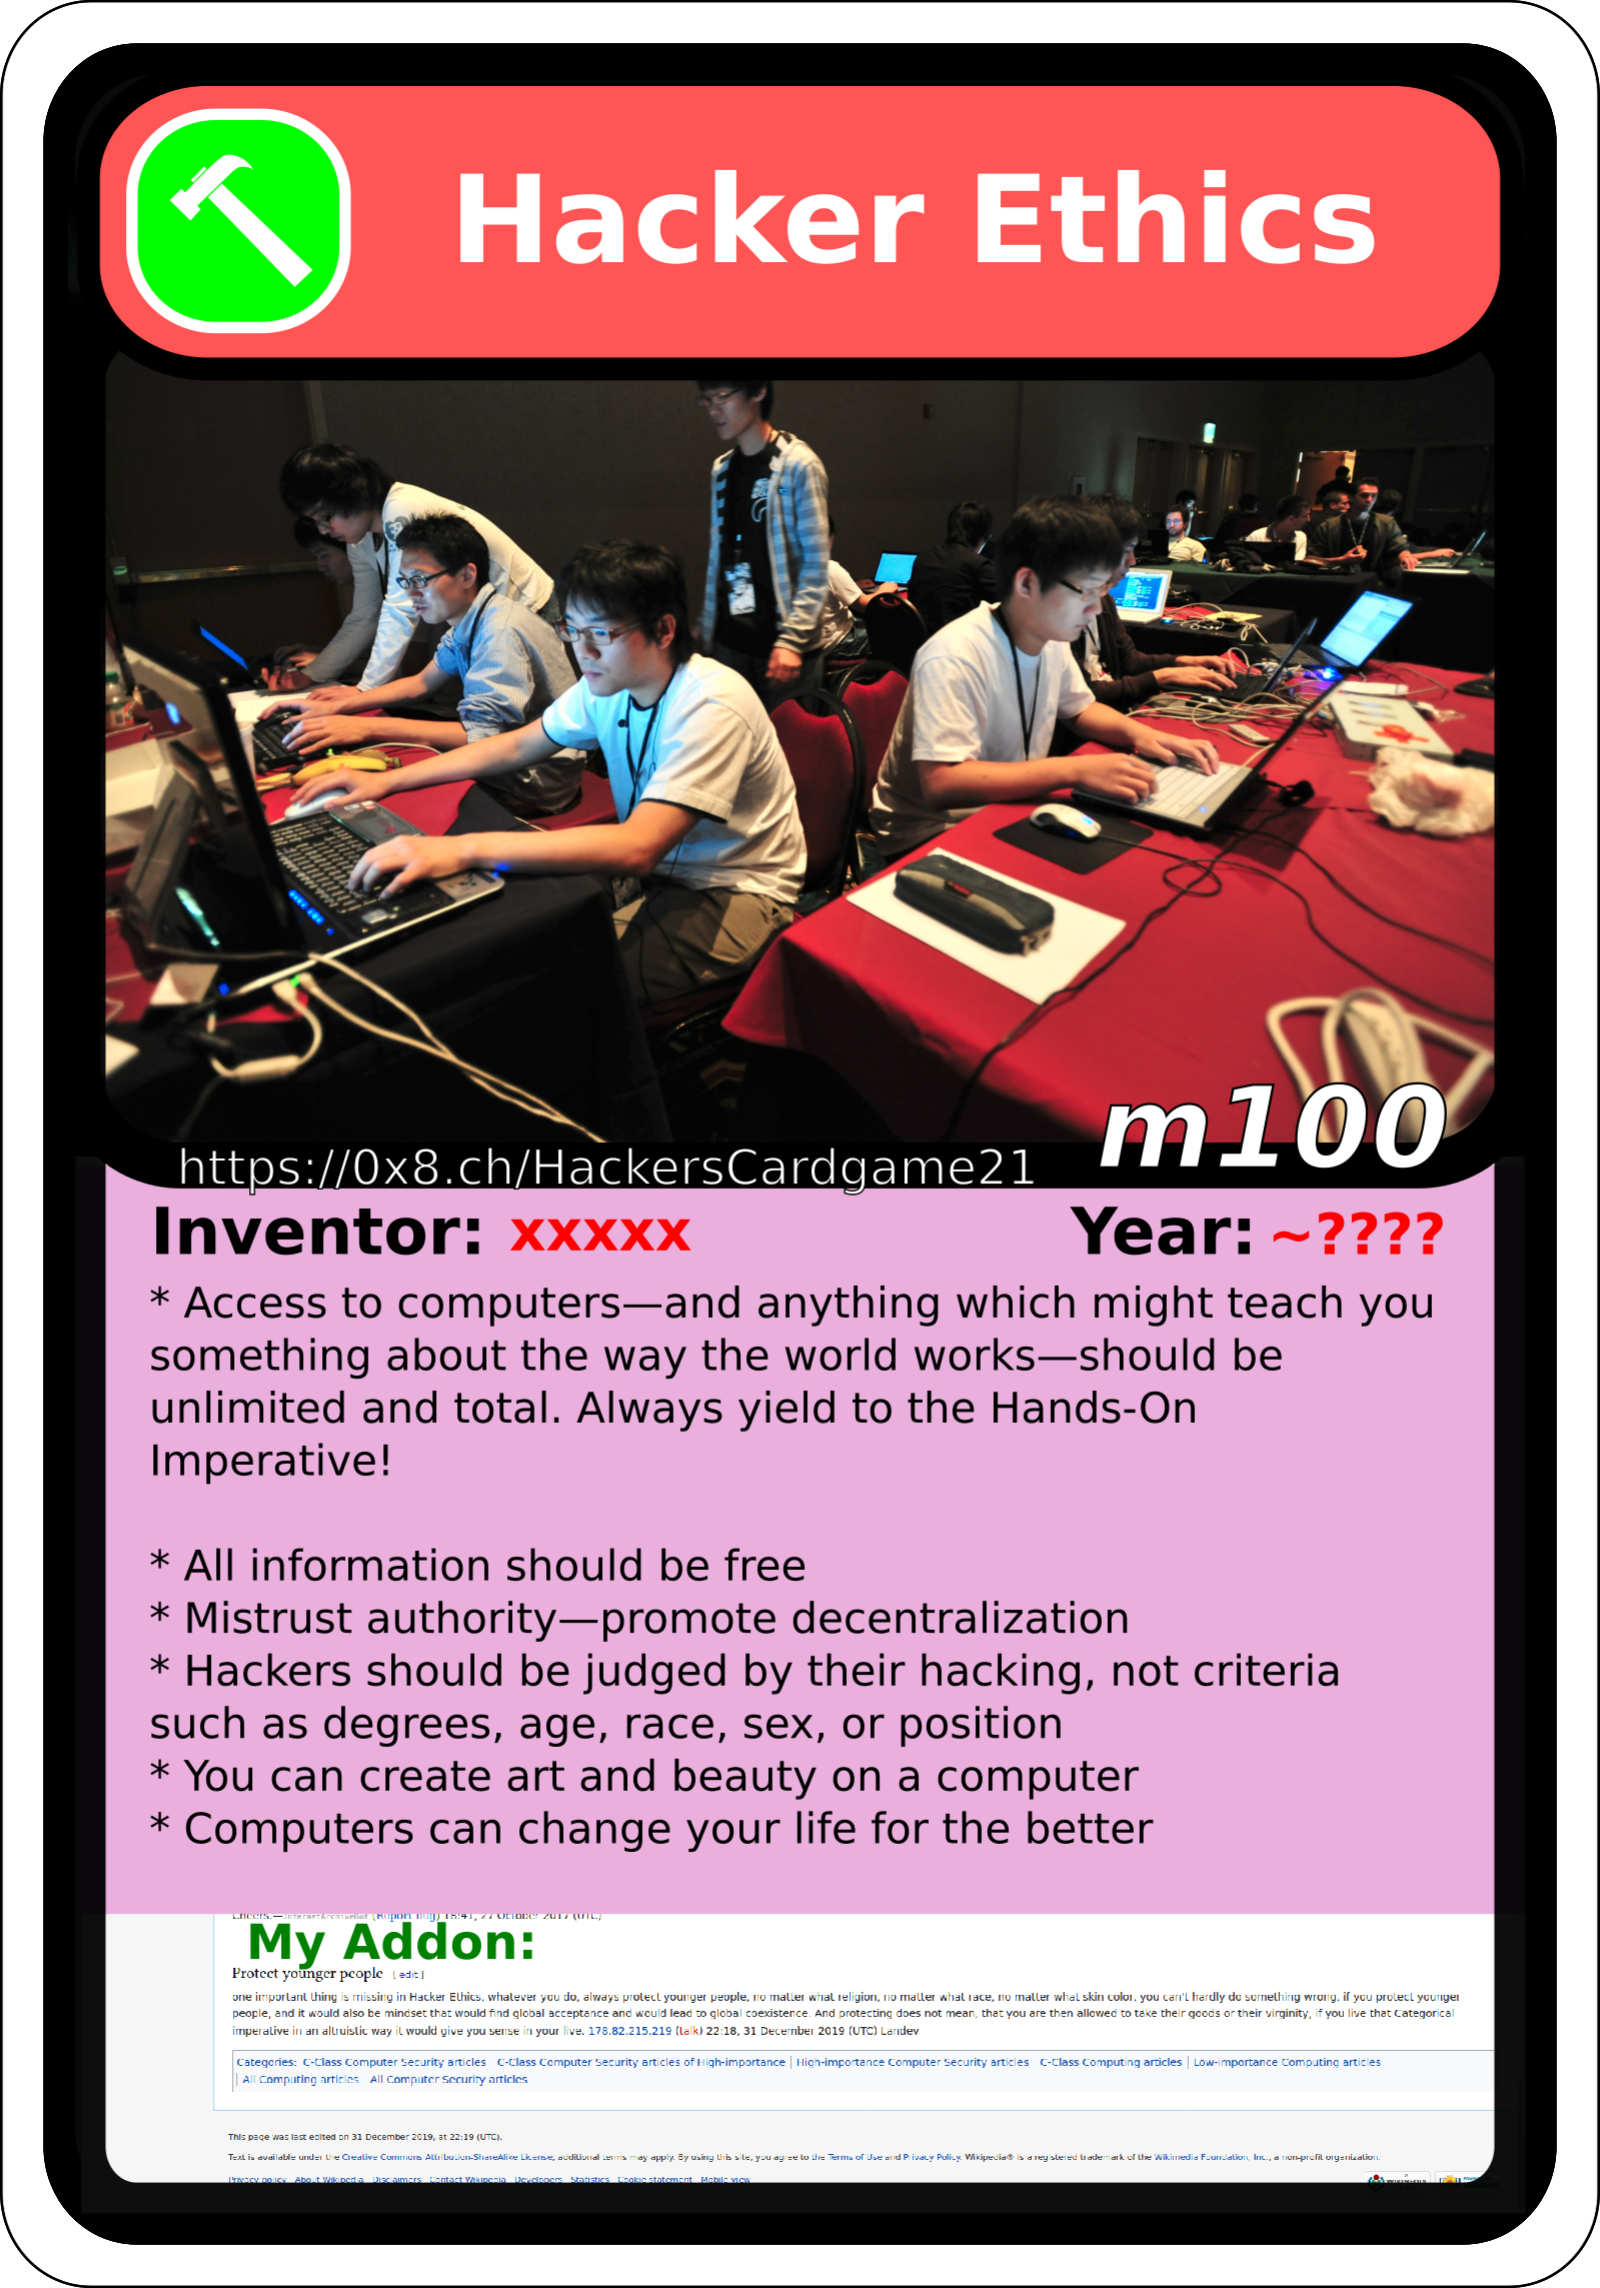 Hacker Ethics
https://0x8.ch/HackersCardgame21
m100
Inventor: xxxxx
Year: ~????
* Access to computers—and anything which might teach you
something about the way the world works—should be
unlimited and total. Always yield to the Hands-On
Imperative!
* All information should be free
* Mistrust authority—promote decentralization
* Hackers should be judged by their hacking, not criteria
such as degrees, age, race, sex, or position
* You can create art and beauty on a computer
* Computers can change your life for the better
Cheers.—InternetArchiveBot (Report bug) 18:41, 27 October 2017 (UTC)
My Addon:
Protect younger people [ edit ]
one important thing is missing in Hacker Ethics, whatever you do, always protect younger people, no matter what religion, no matter what race, no matter what skin color, you can't hardly do something wrong, if you protect younger
people, and it would also be mindset that would find global acceptance and would lead to global coexistence. And protecting does not mean, that you are then allowed to take their goods or their virginity, if you live that Categorical
imperative in an altruistic way it would give you sense in your live. 178.82.215.219 (talk) 22:18, 31 December 2019 (UTC) Landev
Categories: C-Class Computer Security articles C-Class Computer Security articles of High-importance | High-importance Computer Security articles C-Class Computing articles | Low-importance Computing articles
| All Computing articles All Computer Security articles
This page was last edited on 31 December 2019, at 22:19 (UTC).
Text is available under the Creative Commons Attribution-ShareAlike License; additional terms may apply. By using this site, you agree to the Terms of Use and Privacy Policy. Wikipedia® is a registered trademark of the Wikimedia Foundation, Inc., a non-profit organization.
Privacy policy About Wikipedia Disclaimers Contact Wikipedia Developers Statistics Cookie statement Mobile view